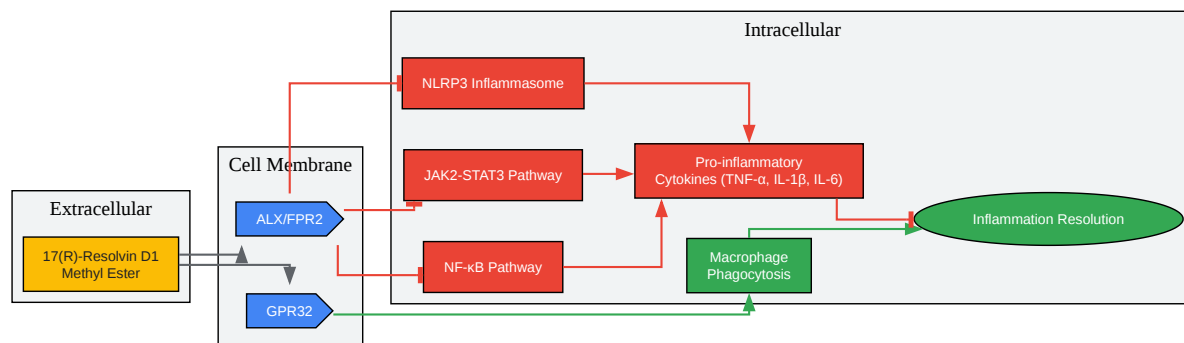 Intracellular
NLRP3 Inflammasome
Cell Membrane
JAK2-STAT3 Pathway
Pro-inflammatory
Cytokines (TNF-α, IL-1β, IL-6)
Extracellular
ALX/FPR2
Inflammation Resolution
17(R)-Resolvin D1
Methyl Ester
NF-κB Pathway
Macrophage
Phagocytosis
GPR32